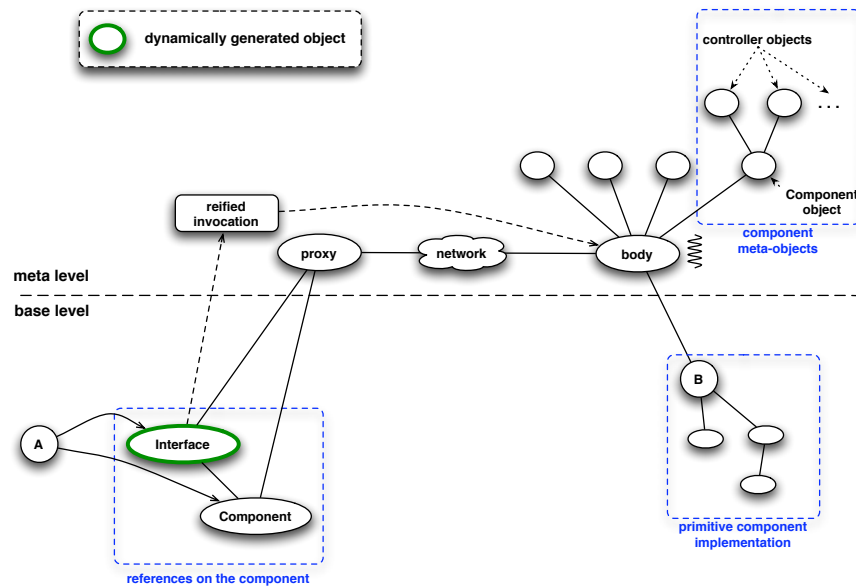 dynamically generated object
controller objects
. . .
Component
object
component
meta-objects
reified
invocation
proxy
network
body
meta level
base level
A
Interface
Component
references on the component
B
primitive component
implementation